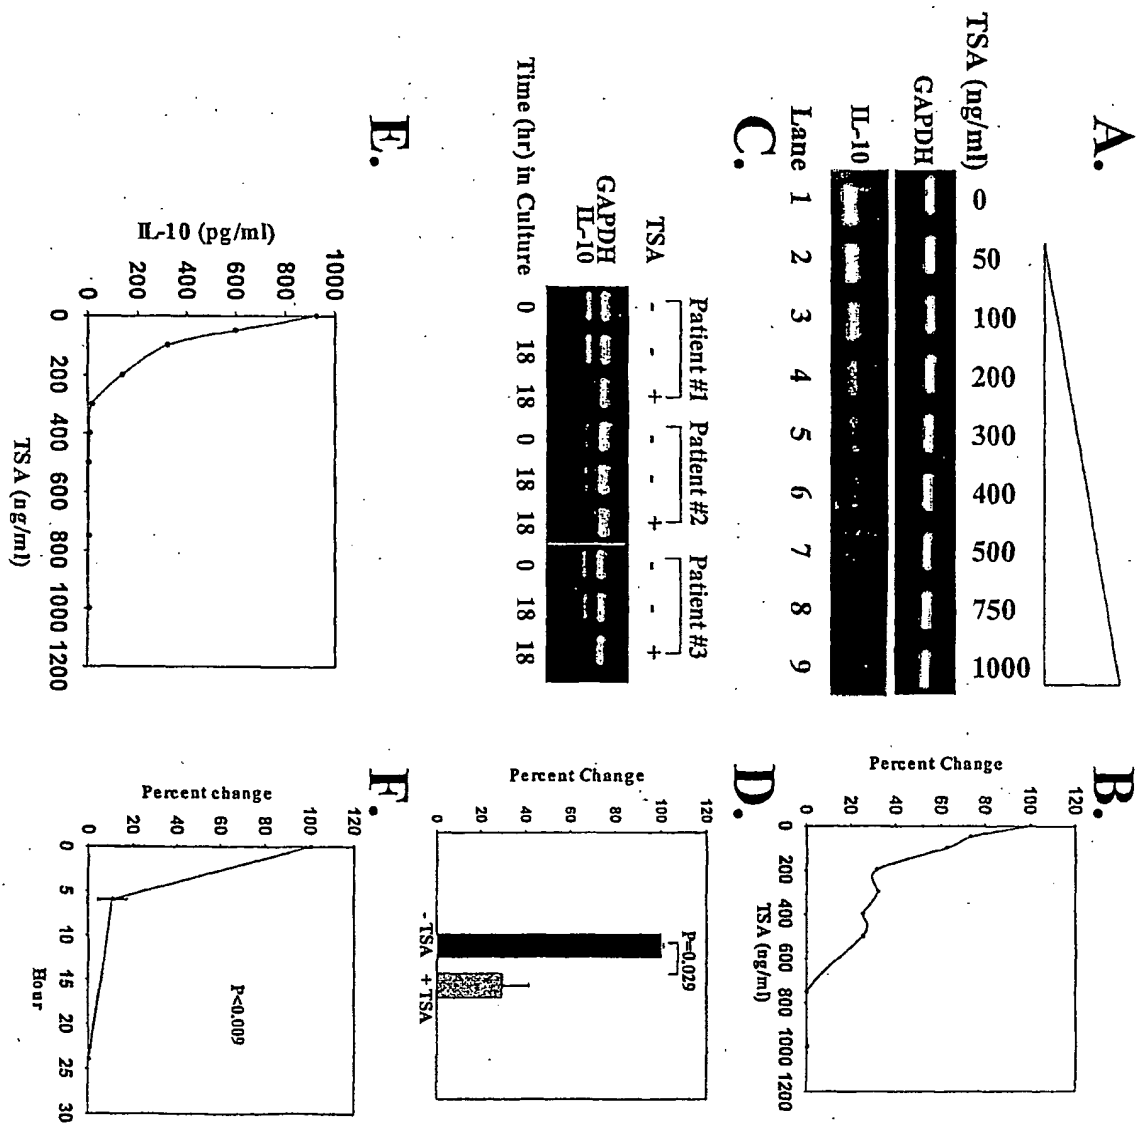 A.
TSA (ng/ml) 0 50 100 200 300 400 500 750 1000
GAPDH
IL-10
Lane 1 2 3 4 5 6 7 8 9
B.
Percent Change
120
100
80
60
40
20
0
0 200 400 600 800 1000 1200
TSA (ng/ml)
C.
Patient #1 Patient #2 Patient #3
TSA - - + - - + - - +
GAPDH
IL-10
Time (hr) in Culture 0 18 18 0 18 18 0 18 18
D.
Percent Change
120
100
80
60
40
20
0
P=0.029
- TSA + TSA
E.
IL-10 (pg/ml)
1000
800
600
400
200
0
0 200 400 600 800 1000 1200
TSA (ng/ml)
F.
Percent change
120
100
80
60
40
20
0
P<0.009
0 5 10 15 20 25 30
Hour